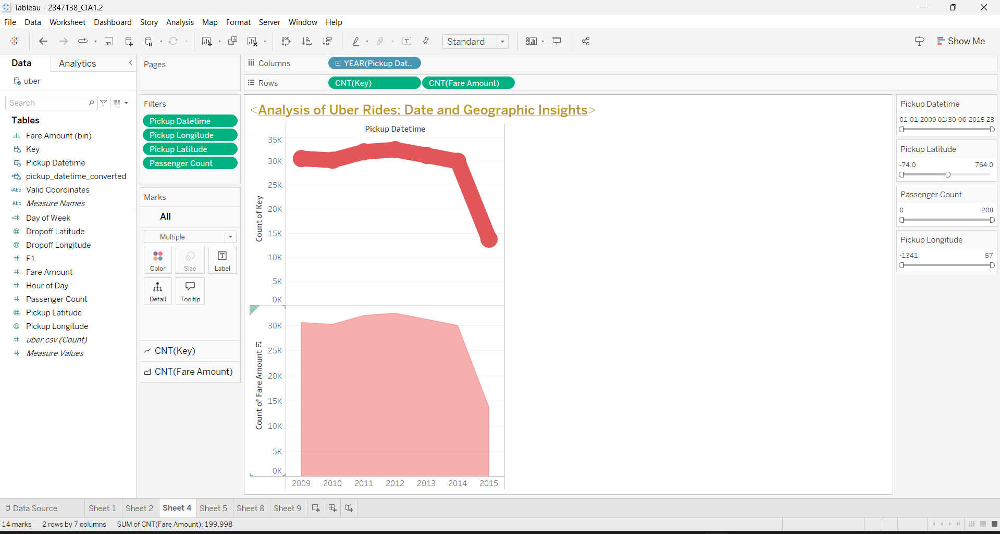 Tableau - 2347138_CIA1.2
File Data Worksheet Dashboard Story Analysis Map Format Server Window Help
Standard
Show Me
Data Analytics
uber
Search
Tables
Fare Amount (bin)
Key
Pickup Datetime
pickup_datetime_converted
Abc Valid Coordinates
Abc Measure Names
Day of Week
Dropoff Latitude
Dropoff Longitude
F1
Fare Amount
Hour of Day
Passenger Count
Pickup Latitude
Pickup Longitude
uber.csv (Count)
Measure Values
Pages
Filters
Pickup Datetime
Pickup Longitude
Pickup Latitude
Passenger Count
Marks
All
Multiple
Color Size Label
Detail Tooltip
CNT(Key)
CNT(Fare Amount)
Columns YEAR(Pickup Dat..
Rows CNT(Key) CNT(Fare Amount)
<Analysis of Uber Rides: Date and Geographic Insights>
Pickup Datetime
Count of Key
35K
30K
25K
20K
15K
10K
5K
0K
Count of Fare Amount
30K
25K
20K
15K
10K
5K
0K
2009 2010 2011 2012 2013 2014 2015
Pickup Datetime
01-01-2009 01:30-06-2015 23:
Pickup Latitude
-74.0 764.0
Passenger Count
0 208
Pickup Longitude
-1341 57
Data Source Sheet 1 Sheet 2 Sheet 4 Sheet 5 Sheet 8 Sheet 9
14 marks 2 rows by 7 columns SUM of CNT(Fare Amount): 199,998